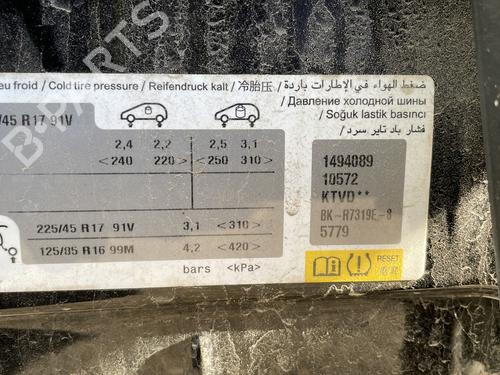 eu froid / Cold tire pressure / Reifendruck kalt / 冷胎压 / ضغط الهواء في الإطارات باردة
/ Давление холодной шины
/ Soğuk lastik basıncı
/ فشار باد تاير سرد
/45 R17 91V
2,4 2,2 2,5 3,1
<240 220> <250 310>
225/45 R17 91V 3,1 <310>
125/85 R16 99M 4,2 <420>
bars <kPa>
1494089
10572
KTVD**
BK-R7319E-8
5779
RESET